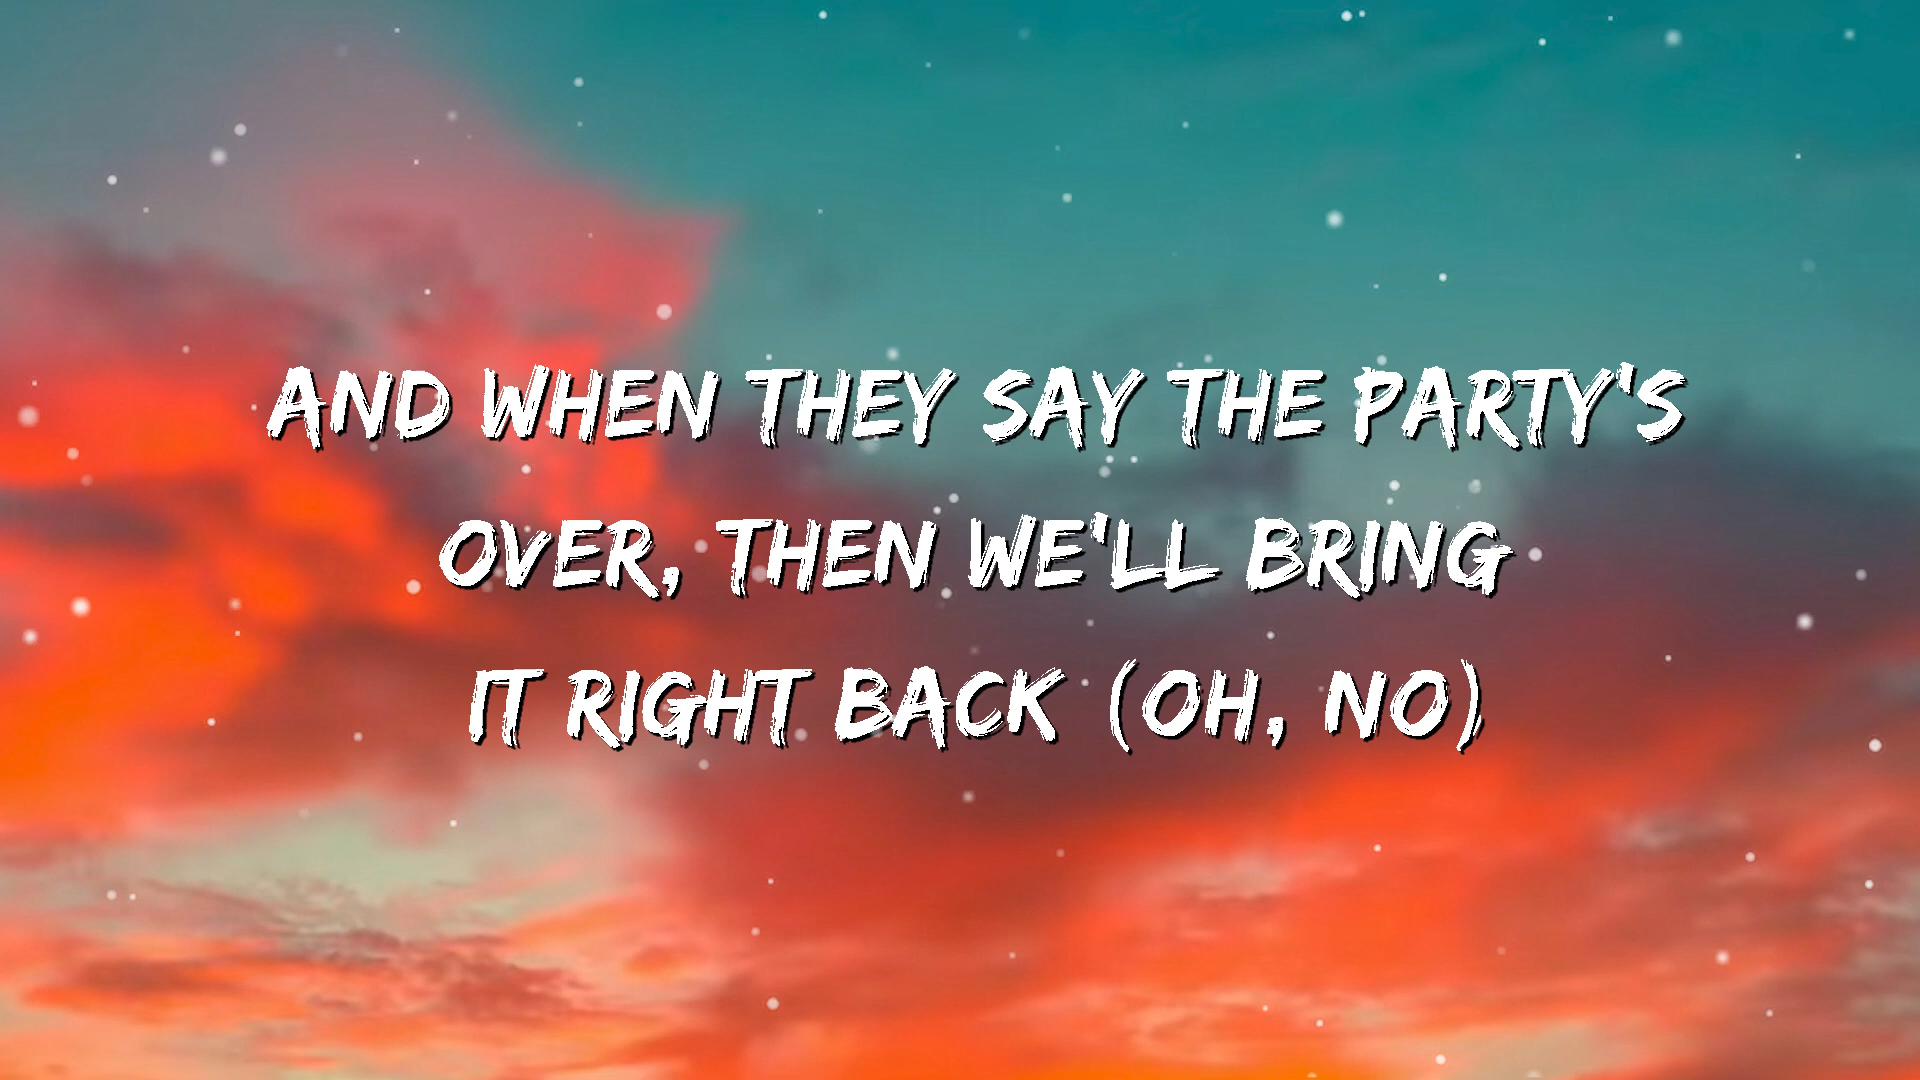 AND WHEN THEY SAY THE PARTY'S
OVER, THEN WE'LL BRING
IT RIGHT BACK (OH, NO)